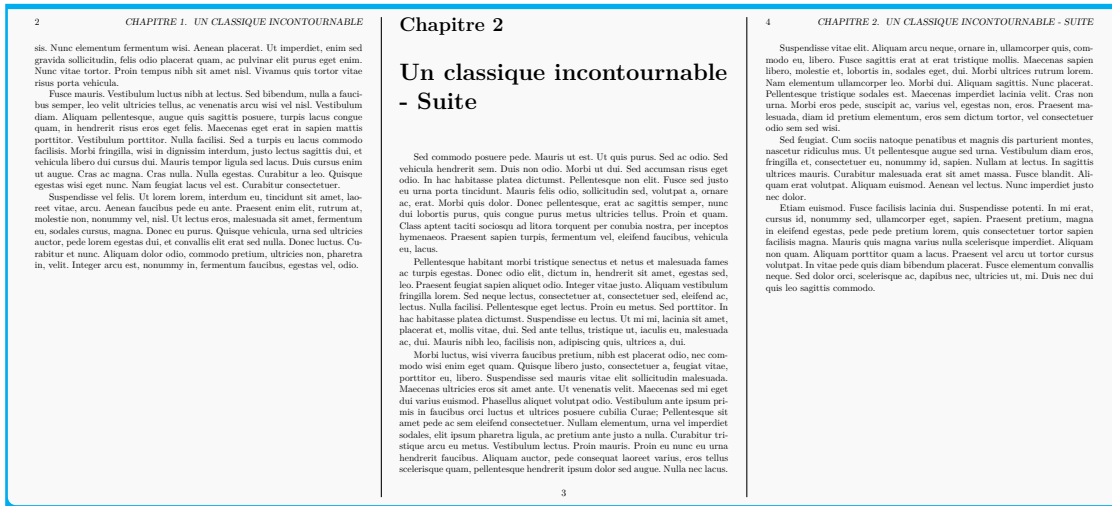 2 CHAPITRE 1. UN CLASSIQUE INCONTOURNABLE
sis. Nunc elementum fermentum wisi. Aenean placerat. Ut imperdiet, enim sed
gravida sollicitudin, felis odio placerat quam, ac pulvinar elit purus eget enim.
Nunc vitae tortor. Proin tempus nibh sit amet nisl. Vivamus quis tortor vitae
risus porta vehicula.
Fusce mauris. Vestibulum luctus nibh at lectus. Sed bibendum, nulla a fauci-
bus semper, leo velit ultricies tellus, ac venenatis arcu wisi vel nisl. Vestibulum
diam. Aliquam pellentesque, augue quis sagittis posuere, turpis lacus congue
quam, in hendrerit risus eros eget felis. Maecenas eget erat in sapien mattis
porttitor. Vestibulum porttitor. Nulla facilisi. Sed a turpis eu lacus commodo
facilisis. Morbi fringilla, wisi in dignissim interdum, justo lectus sagittis dui, et
vehicula libero dui cursus dui. Mauris tempor ligula sed lacus. Duis cursus enim
ut augue. Cras ac magna. Cras nulla. Nulla egestas. Curabitur a leo. Quisque
egestas wisi eget nunc. Nam feugiat lacus vel est. Curabitur consectetuer.
Suspendisse vel felis. Ut lorem lorem, interdum eu, tincidunt sit amet, lao-
reet vitae, arcu. Aenean faucibus pede eu ante. Praesent enim elit, rutrum at,
molestie non, nonummy vel, nisl. Ut lectus eros, malesuada sit amet, fermentum
eu, sodales cursus, magna. Donec eu purus. Quisque vehicula, urna sed ultricies
auctor, pede lorem egestas dui, et convallis elit erat sed nulla. Donec luctus. Cu-
rabitur et nunc. Aliquam dolor odio, commodo pretium, ultricies non, pharetra
in, velit. Integer arcu est, nonummy in, fermentum faucibus, egestas vel, odio.
Chapitre 2
Un classique incontournable
- Suite
Sed commodo posuere pede. Mauris ut est. Ut quis purus. Sed ac odio. Sed
vehicula hendrerit sem. Duis non odio. Morbi ut dui. Sed accumsan risus eget
odio. In hac habitasse platea dictumst. Pellentesque non elit. Fusce sed justo
eu urna porta tincidunt. Mauris felis odio, sollicitudin sed, volutpat a, ornare
ac, erat. Morbi quis dolor. Donec pellentesque, erat ac sagittis semper, nunc
dui lobortis purus, quis congue purus metus ultricies tellus. Proin et quam.
Class aptent taciti sociosqu ad litora torquent per conubia nostra, per inceptos
hymenaeos. Praesent sapien turpis, fermentum vel, eleifend faucibus, vehicula
eu, lacus.
Pellentesque habitant morbi tristique senectus et netus et malesuada fames
ac turpis egestas. Donec odio elit, dictum in, hendrerit sit amet, egestas sed,
leo. Praesent feugiat sapien aliquet odio. Integer vitae justo. Aliquam vestibulum
fringilla lorem. Sed neque lectus, consectetuer at, consectetuer sed, eleifend ac,
lectus. Nulla facilisi. Pellentesque eget lectus. Proin eu metus. Sed porttitor. In
hac habitasse platea dictumst. Suspendisse eu lectus. Ut mi mi, lacinia sit amet,
placerat et, mollis vitae, dui. Sed ante tellus, tristique ut, iaculis eu, malesuada
ac, dui. Mauris nibh leo, facilisis non, adipiscing quis, ultrices a, dui.
Morbi luctus, wisi viverra faucibus pretium, nibh est placerat odio, nec com-
modo wisi enim eget quam. Quisque libero justo, consectetuer a, feugiat vitae,
porttitor eu, libero. Suspendisse sed mauris vitae elit sollicitudin malesuada.
Maecenas ultricies eros sit amet ante. Ut venenatis velit. Maecenas sed mi eget
dui varius euismod. Phasellus aliquet volutpat odio. Vestibulum ante ipsum pri-
mis in faucibus orci luctus et ultrices posuere cubilia Curae; Pellentesque sit
amet pede ac sem eleifend consectetuer. Nullam elementum, urna vel imperdiet
sodales, elit ipsum pharetra ligula, ac pretium ante justo a nulla. Curabitur tri-
stique arcu eu metus. Vestibulum lectus. Proin mauris. Proin eu nunc eu urna
hendrerit faucibus. Aliquam auctor, pede consequat laoreet varius, eros tellus
scelerisque quam, pellentesque hendrerit ipsum dolor sed augue. Nulla nec lacus.
3
4 CHAPITRE 2. UN CLASSIQUE INCONTOURNABLE - SUITE
Suspendisse vitae elit. Aliquam arcu neque, ornare in, ullamcorper quis, com-
modo eu, libero. Fusce sagittis erat at erat tristique mollis. Maecenas sapien
libero, molestie et, lobortis in, sodales eget, dui. Morbi ultrices rutrum lorem.
Nam elementum ullamcorper leo. Morbi dui. Aliquam sagittis. Nunc placerat.
Pellentesque tristique sodales est. Maecenas imperdiet lacinia velit. Cras non
urna. Morbi eros pede, suscipit ac, varius vel, egestas non, eros. Praesent ma-
lesuada, diam id pretium elementum, eros sem dictum tortor, vel consectetuer
odio sem sed wisi.
Sed feugiat. Cum sociis natoque penatibus et magnis dis parturient montes,
nascetur ridiculus mus. Ut pellentesque augue sed urna. Vestibulum diam eros,
fringilla et, consectetuer eu, nonummy id, sapien. Nullam at lectus. In sagittis
ultrices mauris. Curabitur malesuada erat sit amet massa. Fusce blandit. Ali-
quam erat volutpat. Aliquam euismod. Aenean vel lectus. Nunc imperdiet justo
nec dolor.
Etiam euismod. Fusce facilisis lacinia dui. Suspendisse potenti. In mi erat,
cursus id, nonummy sed, ullamcorper eget, sapien. Praesent pretium, magna
in eleifend egestas, pede pede pretium lorem, quis consectetuer tortor sapien
facilisis magna. Mauris quis magna varius nulla scelerisque imperdiet. Aliquam
non quam. Aliquam porttitor quam a lacus. Praesent vel arcu ut tortor cursus
volutpat. In vitae pede quis diam bibendum placerat. Fusce elementum convallis
neque. Sed dolor orci, scelerisque ac, dapibus nec, ultricies ut, mi. Duis nec dui
quis leo sagittis commodo.